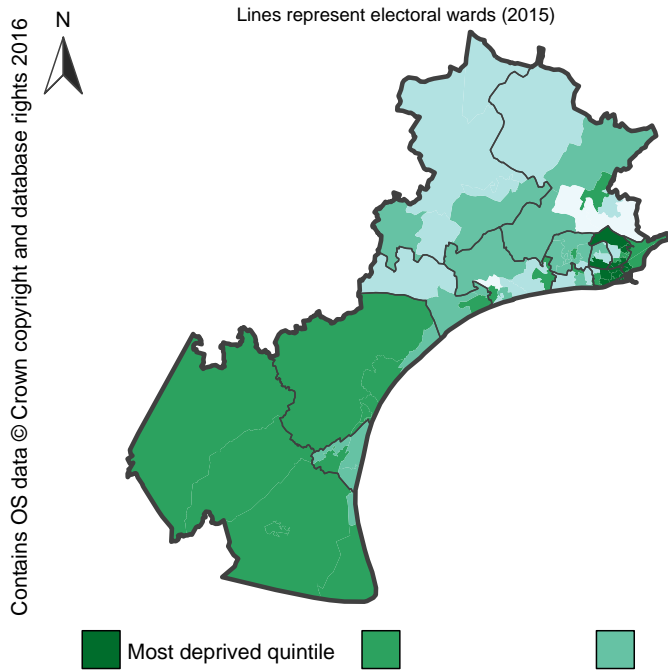 Lines represent electoral wards (2015)
N
Contains OS data © Crown copyright and database rights 2016
Most deprived quintile